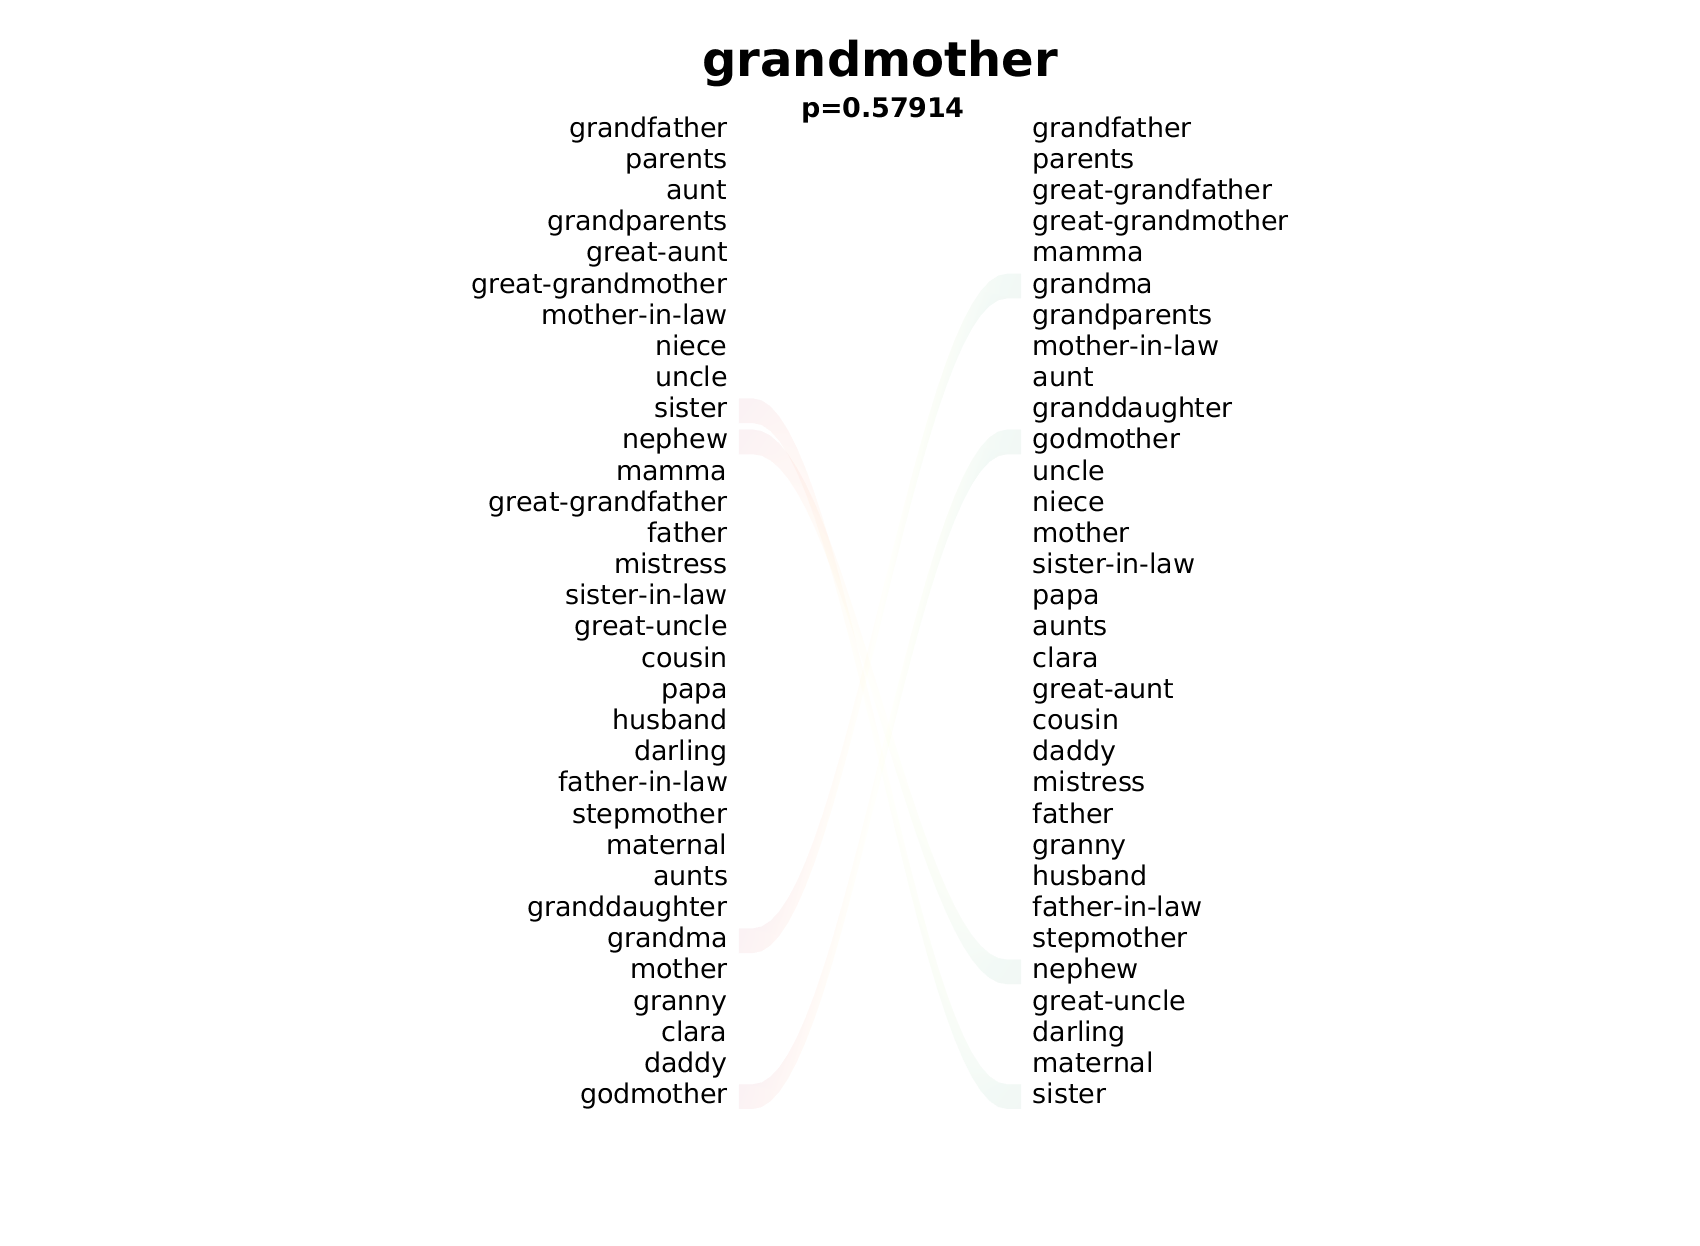 grandmother
p=0.57914
grandfather grandfather
parents parents
aunt great-grandfather
grandparents great-grandmother
great-aunt mamma
great-grandmother grandma
mother-in-law grandparents
niece mother-in-law
uncle aunt
sister granddaughter
nephew godmother
mamma uncle
great-grandfather niece
father mother
mistress sister-in-law
sister-in-law papa
great-uncle aunts
cousin clara
papa great-aunt
husband cousin
darling daddy
father-in-law mistress
stepmother father
maternal granny
aunts husband
granddaughter father-in-law
grandma stepmother
mother nephew
granny great-uncle
clara darling
daddy maternal
godmother sister